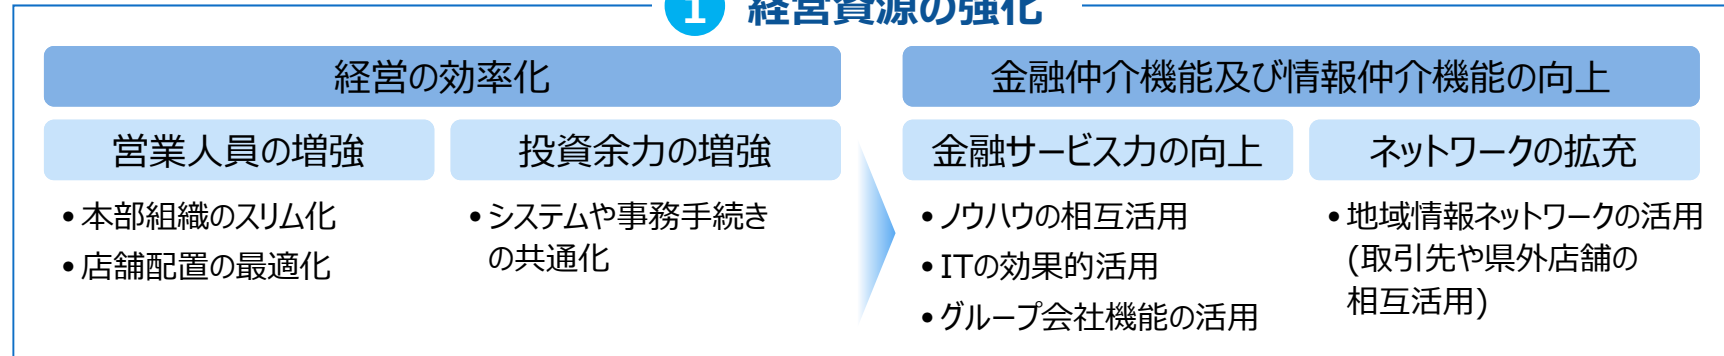 1 経営資源の強化
経営の効率化
営業人員の増強
•本部組織のスリム化
•店舗配置の最適化
投資余力の増強
•システムや事務手続き
の共通化
金融仲介機能及び情報仲介機能の向上
金融サービス力の向上
•ノウハウの相互活用
•ITの効果的活用
•グループ会社機能の活用
ネットワークの拡充
•地域情報ネットワークの活用
(取引先や県外店舗の
相互活用)